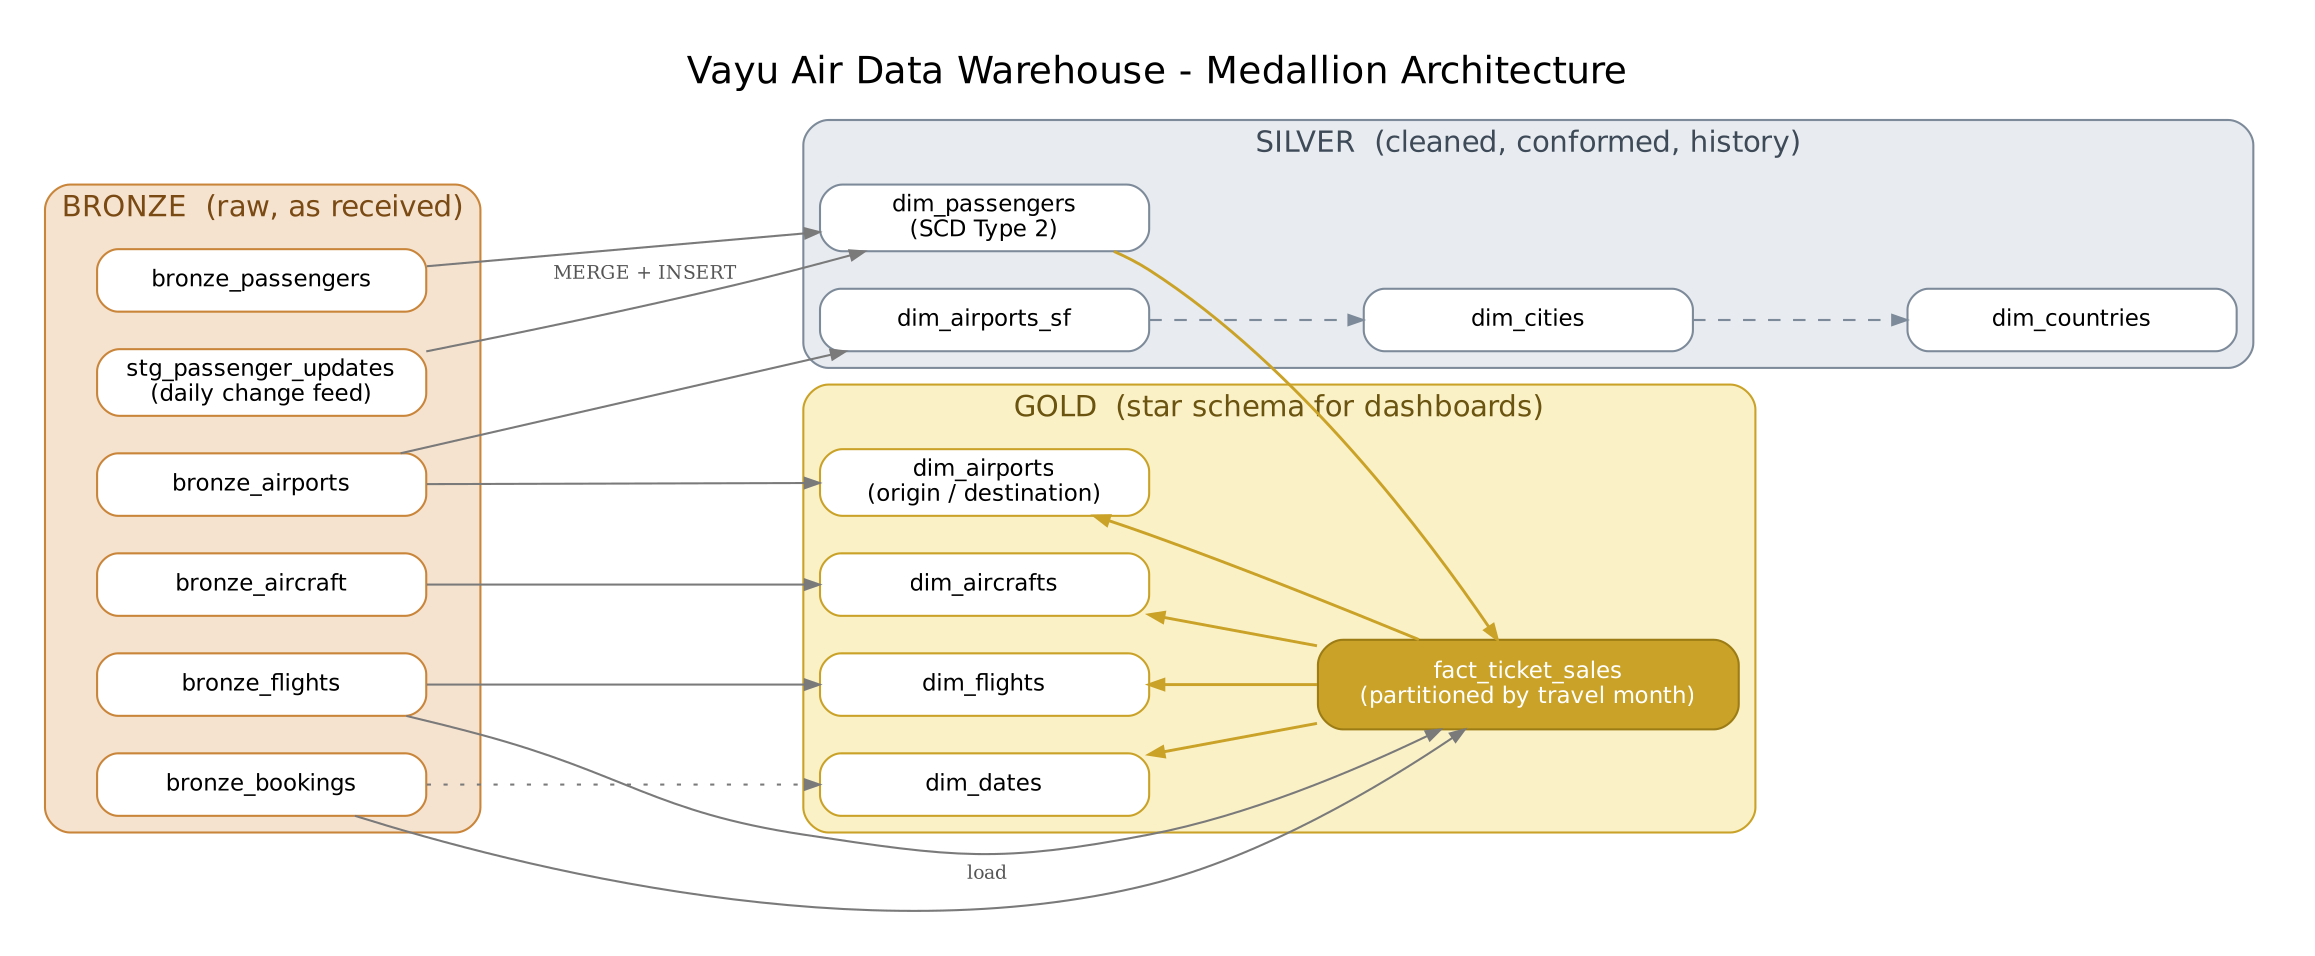 Vayu Air Data Warehouse - Medallion Architecture
BRONZE  (raw, as received)
bronze_passengers
stg_passenger_updates
(daily change feed)
bronze_airports
bronze_aircraft
bronze_flights
bronze_bookings
MERGE + INSERT
SILVER  (cleaned, conformed, history)
dim_passengers
(SCD Type 2)
dim_airports_sf
dim_cities
dim_countries
GOLD  (star schema for dashboards)
dim_airports
(origin / destination)
dim_aircrafts
dim_flights
dim_dates
fact_ticket_sales
(partitioned by travel month)
load